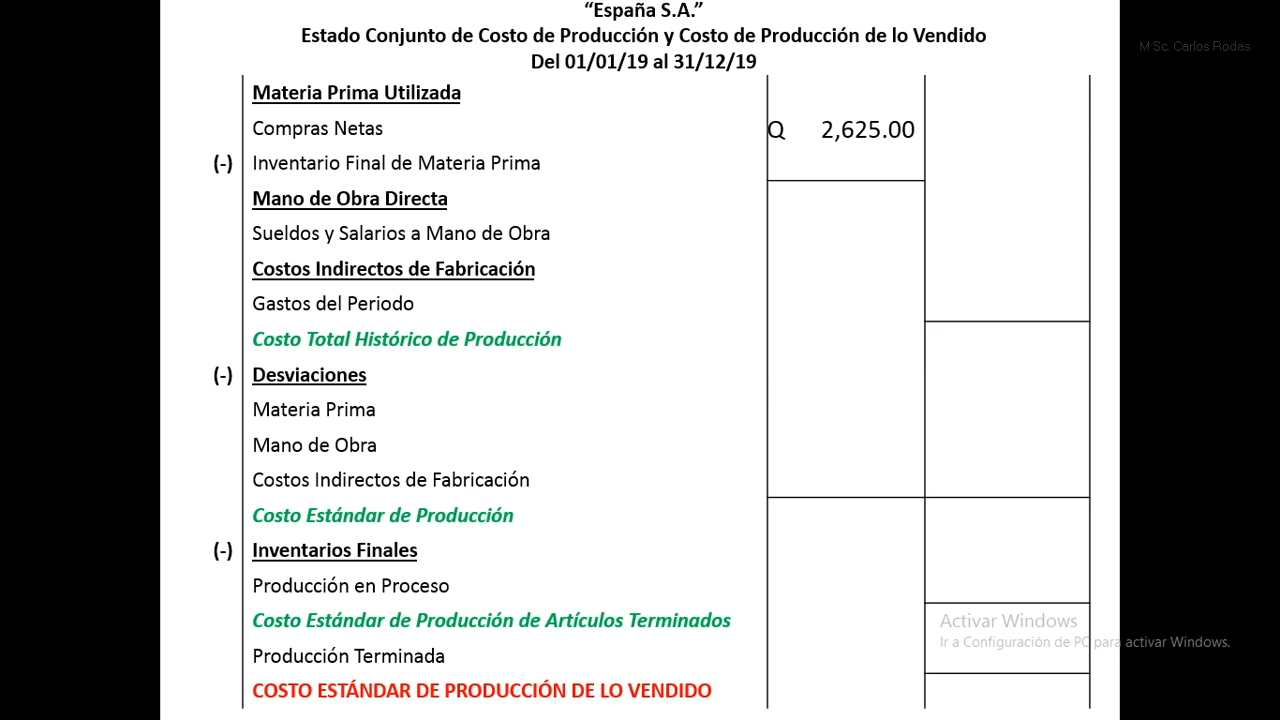 “España S.A.”
Estado Conjunto de Costo de Producción y Costo de Producción de lo Vendido
Del 01/01/19 al 31/12/19
M Sc. Carlos Rodas
Materia Prima Utilizada
Compras Netas Q 2,625.00
(-) Inventario Final de Materia Prima
Mano de Obra Directa
Sueldos y Salarios a Mano de Obra
Costos Indirectos de Fabricación
Gastos del Periodo
Costo Total Histórico de Producción
(-) Desviaciones
Materia Prima
Mano de Obra
Costos Indirectos de Fabricación
Costo Estándar de Producción
(-) Inventarios Finales
Producción en Proceso
Costo Estándar de Producción de Artículos Terminados
Producción Terminada
COSTO ESTÁNDAR DE PRODUCCIÓN DE LO VENDIDO
Activar Windows
Ir a Configuración de PC para activar Windows.